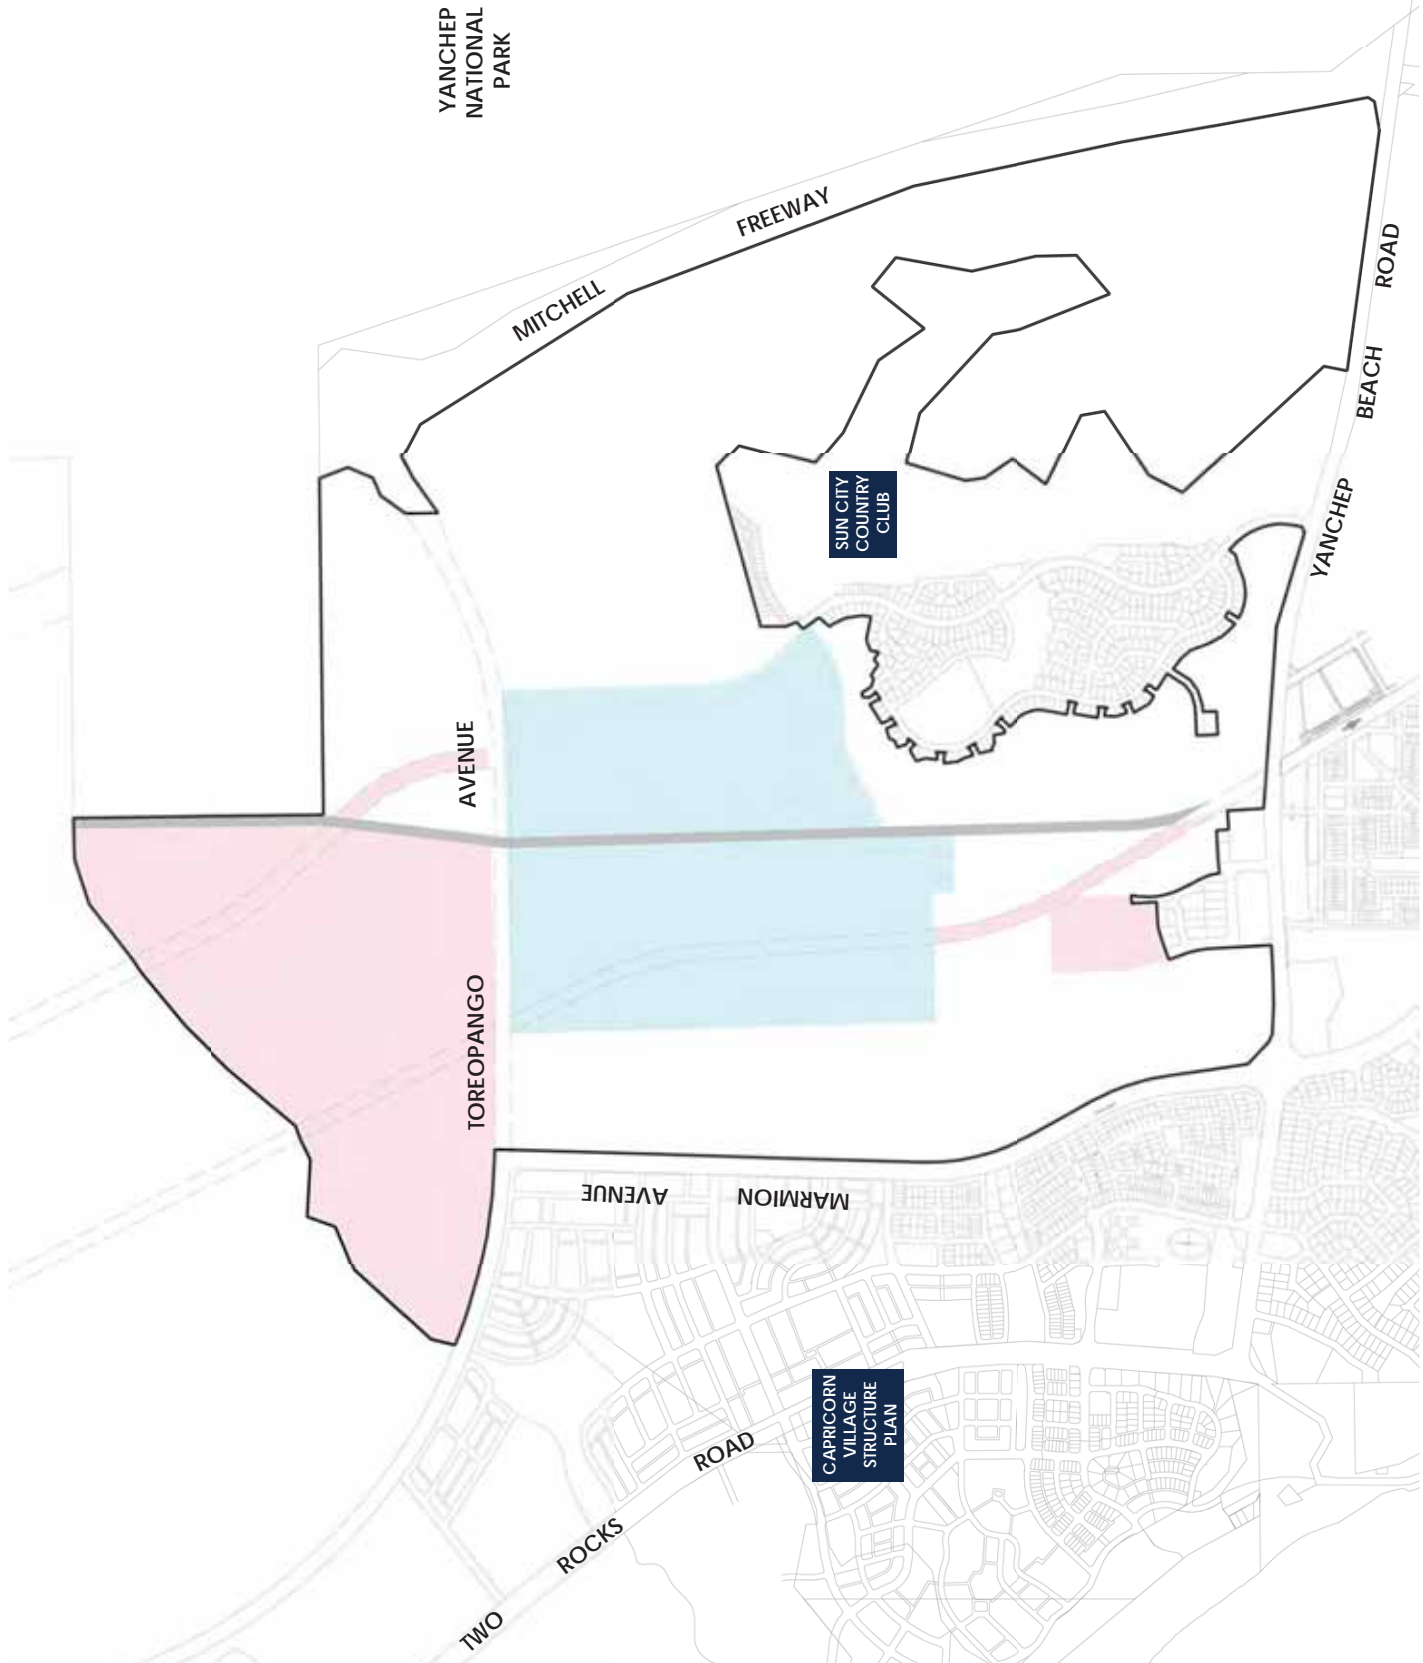 YANCHEP
NATIONAL
PARK
MITCHELL
FREEWAY
ROAD
BEACH
YANCHEP
SUN CITY
COUNTRY
CLUB
AVENUE
TOREOPANGO
AVENUE
MARMION
CAPRICORN
VILLAGE
STRUCTURE
PLAN
TWO
ROCKS
ROAD